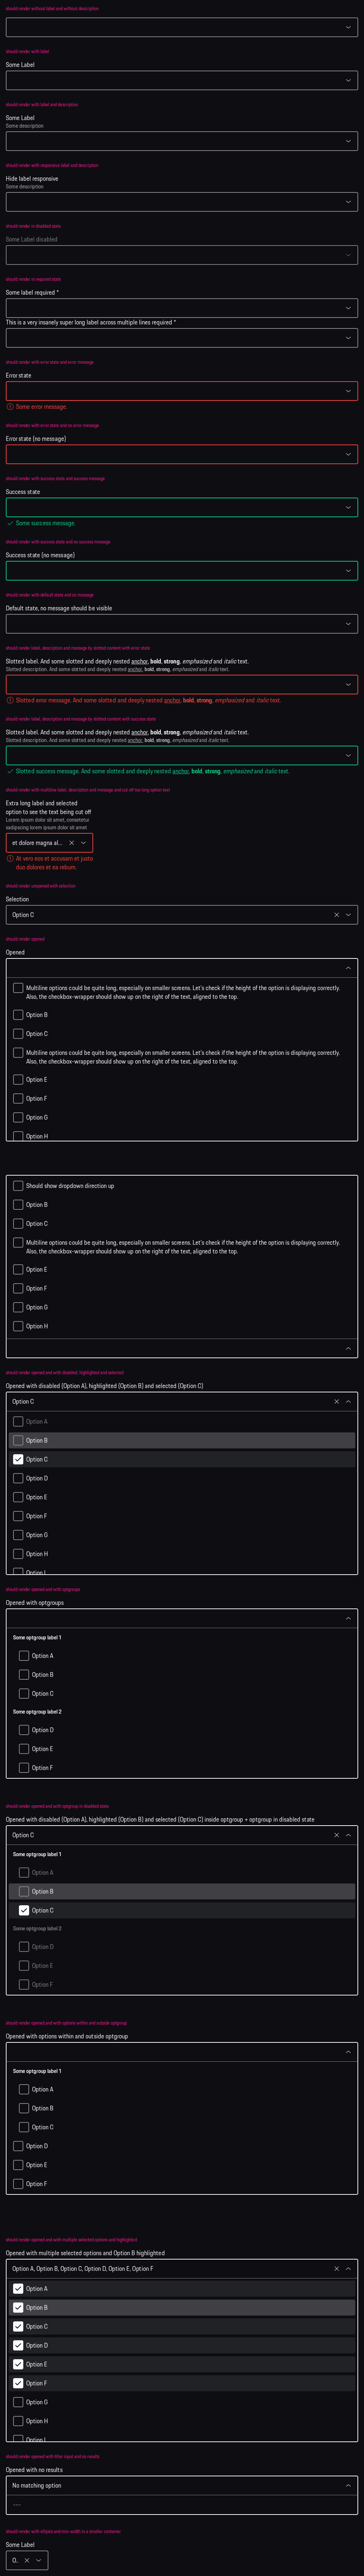 should render without label and without description
should render with label
Some Label
should render with label and description
Some Label
Some description
should render with responsive label and description
Hide label responsive
Some description
should render in disabled state
Some Label disabled
should render in required state
Some label required *
This is a very insanely super long label across multiple lines required *
should render with error state and error message
Error state
Some error message.
should render with error state and no error message
Error state (no message)
should render with success state and success message
Success state
Some success message.
should render with success state and no success message
Success state (no message)
should render with default state and no message
Default state, no message should be visible
should render label, description and message by slotted content with error state
Slotted label. And some slotted and deeply nested anchor, bold, strong, emphasized and italic text.
Slotted description. And some slotted and deeply nested anchor, bold, strong, emphasized and italic text.
Slotted error message. And some slotted and deeply nested anchor, bold, strong, emphasized and italic text.
should render label, description and message by slotted content with success state
Slotted label. And some slotted and deeply nested anchor, bold, strong, emphasized and italic text.
Slotted description. And some slotted and deeply nested anchor, bold, strong, emphasized and italic text.
Slotted success message. And some slotted and deeply nested anchor, bold, strong, emphasized and italic text.
should render with multiline label, description and message and cut off too long option text
Extra long label and selected
option to see the text being cut off
Lorem ipsum dolor sit amet, consetetur
sadipscing lorem ipsum dolor sit amet
et dolore magna al...
At vero eos et accusam et justo
duo dolores et ea rebum.
should render unopened with selection
Selection
Option C
should render opened
Opened
Multiline options could be quite long, especially on smaller screens. Let's check if the height of the option is displaying correctly.
Also, the checkbox-wrapper should show up on the right of the text, aligned to the top.
Option B
Option C
Multiline options could be quite long, especially on smaller screens. Let's check if the height of the option is displaying correctly.
Also, the checkbox-wrapper should show up on the right of the text, aligned to the top.
Option E
Option F
Option G
Option H
Should show dropdown direction up
Option B
Option C
Multiline options could be quite long, especially on smaller screens. Let's check if the height of the option is displaying correctly.
Also, the checkbox-wrapper should show up on the right of the text, aligned to the top.
Option E
Option F
Option G
Option H
should render opened and with disabled, highlighted and selected
Opened with disabled (Option A), highlighted (Option B) and selected (Option C)
Option C
Option A
Option B
Option C
Option D
Option E
Option F
Option G
Option H
Option I
should render opened and with optgroups
Opened with optgroups
Some optgroup label 1
Option A
Option B
Option C
Some optgroup label 2
Option D
Option E
Option F
should render opened and with optgroup in disabled state
Opened with disabled (Option A), highlighted (Option B) and selected (Option C) inside optgroup + optgroup in disabled state
Option C
Some optgroup label 1
Option A
Option B
Option C
Some optgroup label 2
Option D
Option E
Option F
should render opened and with options within and outside optgroup
Opened with options within and outside optgroup
Some optgroup label 1
Option A
Option B
Option C
Option D
Option E
Option F
should render opened and with multiple selected options and highlighted
Opened with multiple selected options and Option B highlighted
Option A, Option B, Option C, Option D, Option E, Option F
Option A
Option B
Option C
Option D
Option E
Option F
Option G
Option H
Option I
should render opened with filter input and no results
Opened with no results
No matching option
---
should render with ellipsis and min-width in a smaller container
Some Label